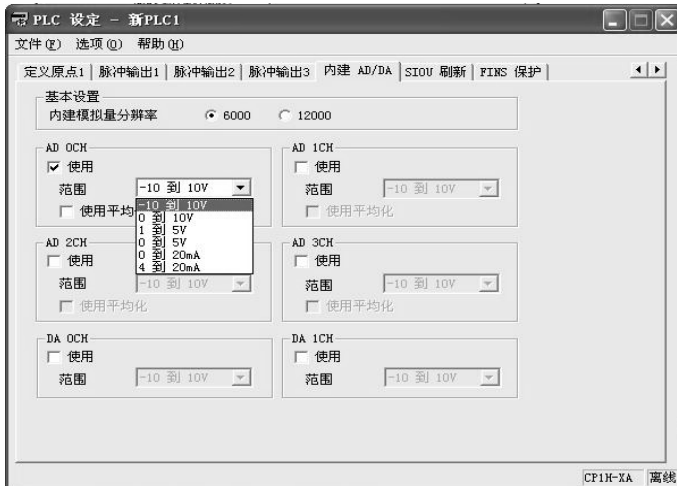 PLC 设定 - 新PLC1
文件(F) 选项(O) 帮助(H)
定义原点1 脉冲输出1 脉冲输出2 脉冲输出3 内建 AD/DA SIOU 刷新 FINS 保护
基本设置
内建模拟量分辨率 6000 12000
AD 0CH
使用
范围 -10 到 10V
使用平均
-10 到 10V
0 到 10V
1 到 5V
0 到 5V
0 到 20mA
4 到 20mA
AD 1CH
使用
范围 -10 到 10V
使用平均化
AD 2CH
使用
范围 -10 到 10V
使用平均化
AD 3CH
使用
范围 -10 到 10V
使用平均化
DA 0CH
使用
范围 -10 到 10V
DA 1CH
使用
范围 -10 到 10V
CP1H-XA 离线